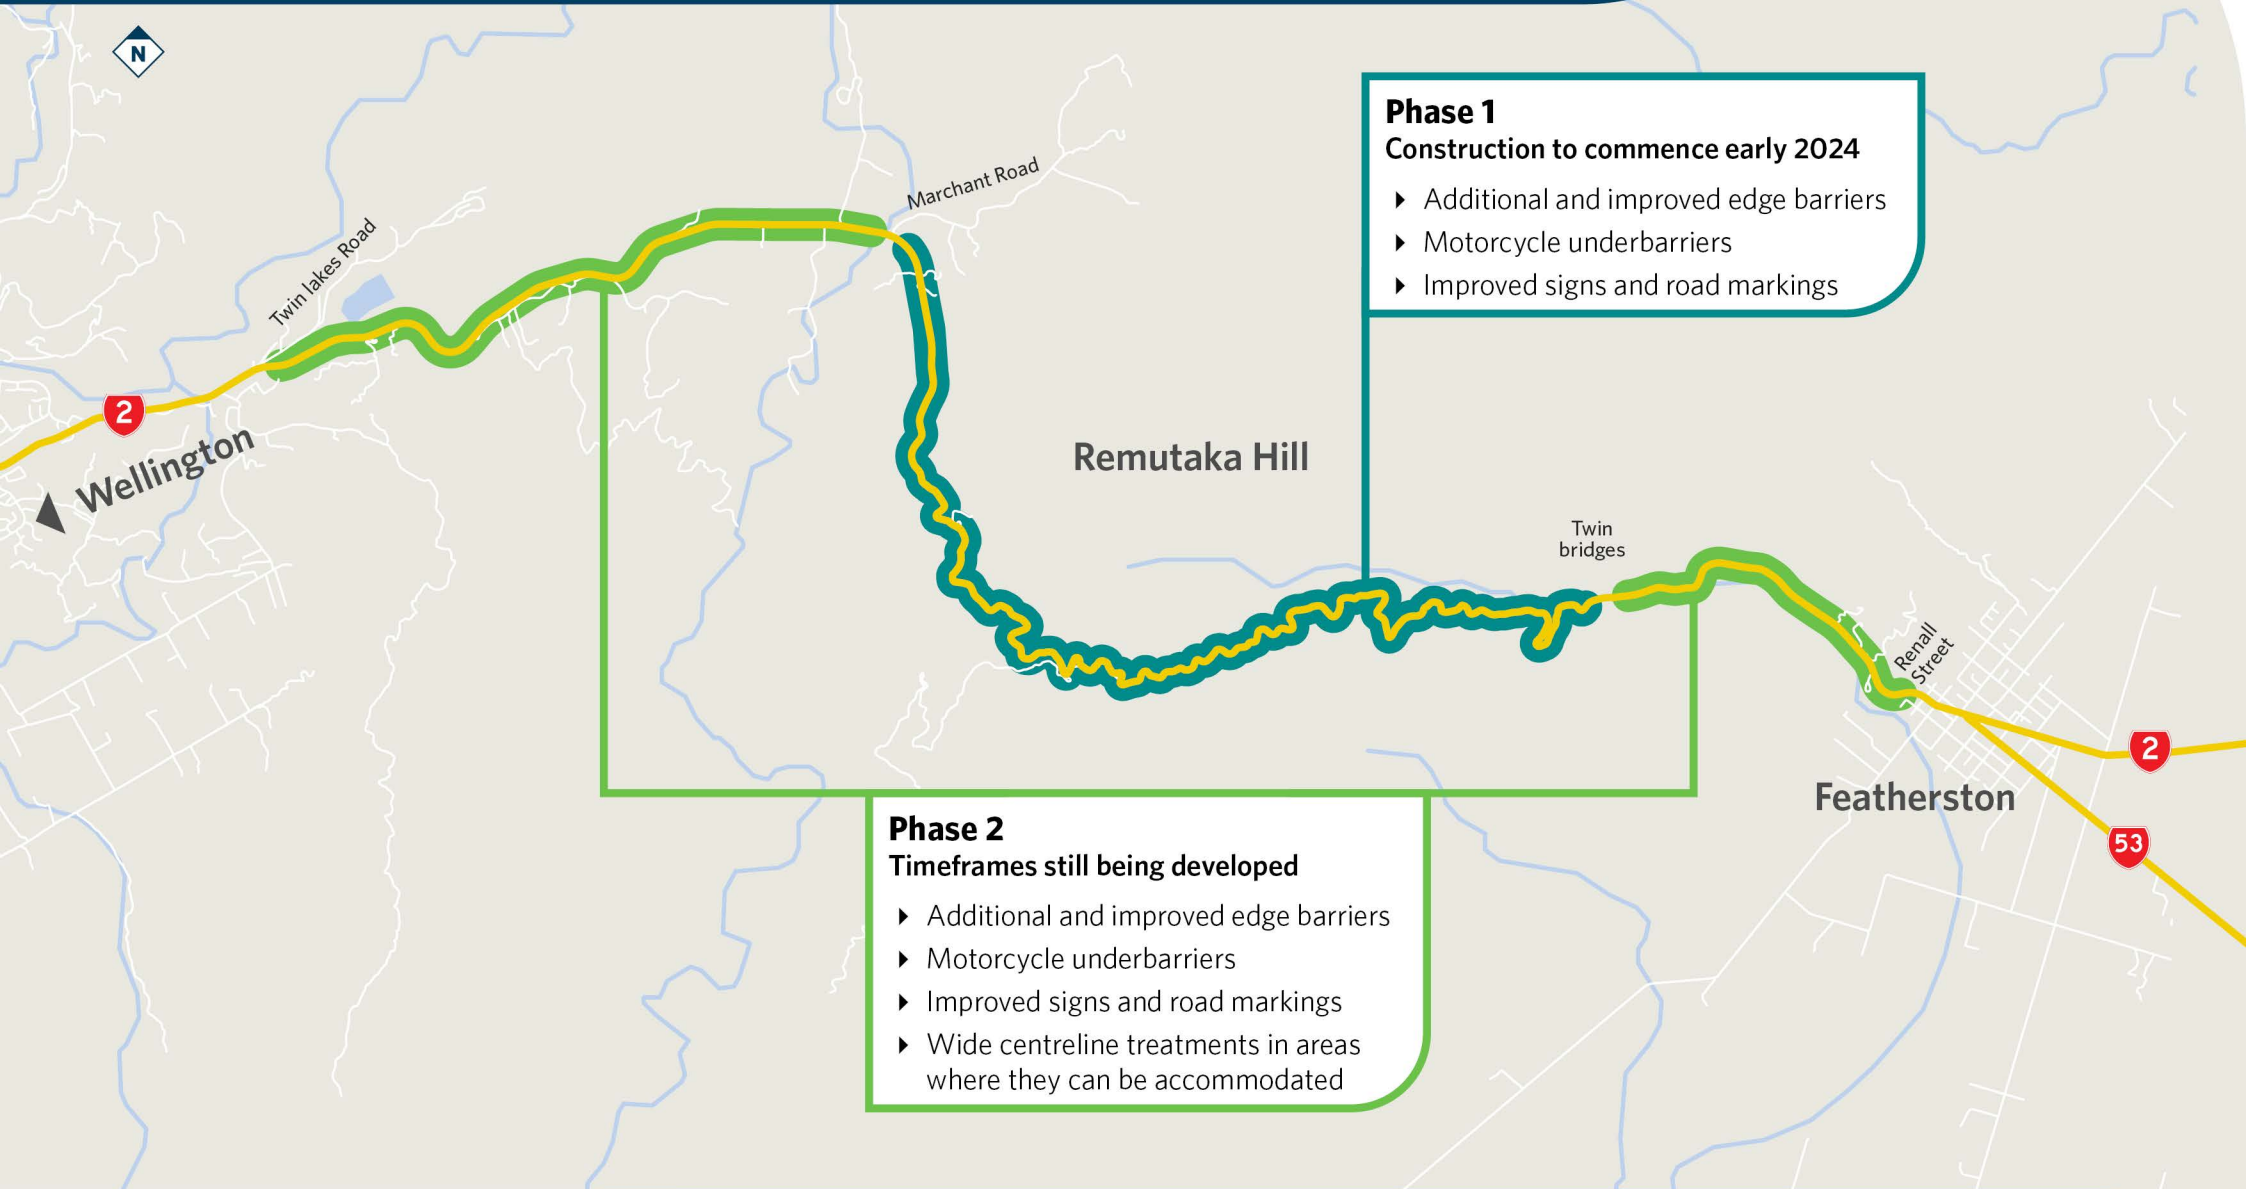 N
Phase 1
Construction to commence early 2024
Additional and improved edge barriers
Motorcycle underbarriers
Improved signs and road markings
Marchant Road
Twin lakes Road
2
Wellington
Remutaka Hill
Twin
bridges
Renall
Street
2
Featherston
53
Phase 2
Timeframes still being developed
Additional and improved edge barriers
Motorcycle underbarriers
Improved signs and road markings
Wide centreline treatments in areas
where they can be accommodated